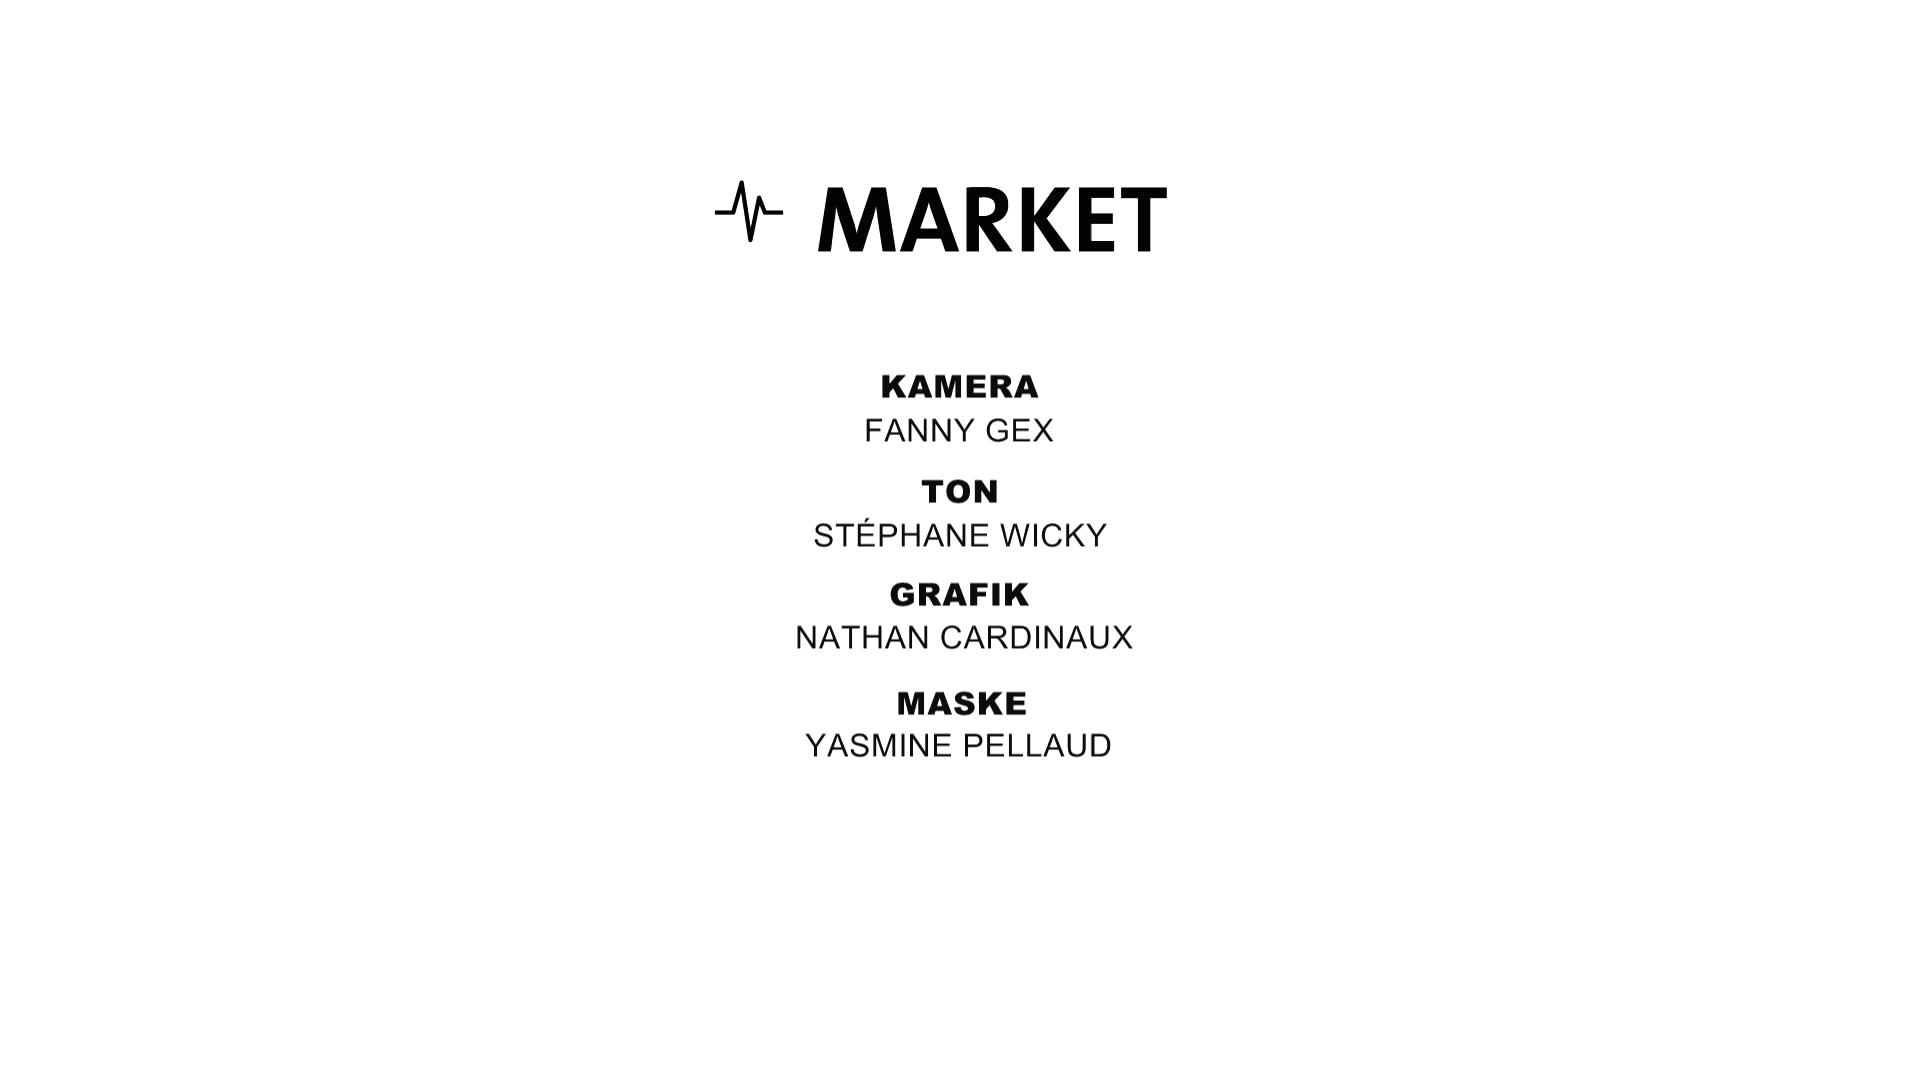 MARKET
KAMERA
FANNY GEX
TON
STÉPHANE WICKY
GRAFIK
NATHAN CARDINAUX
MASKE
YASMINE PELLAUD